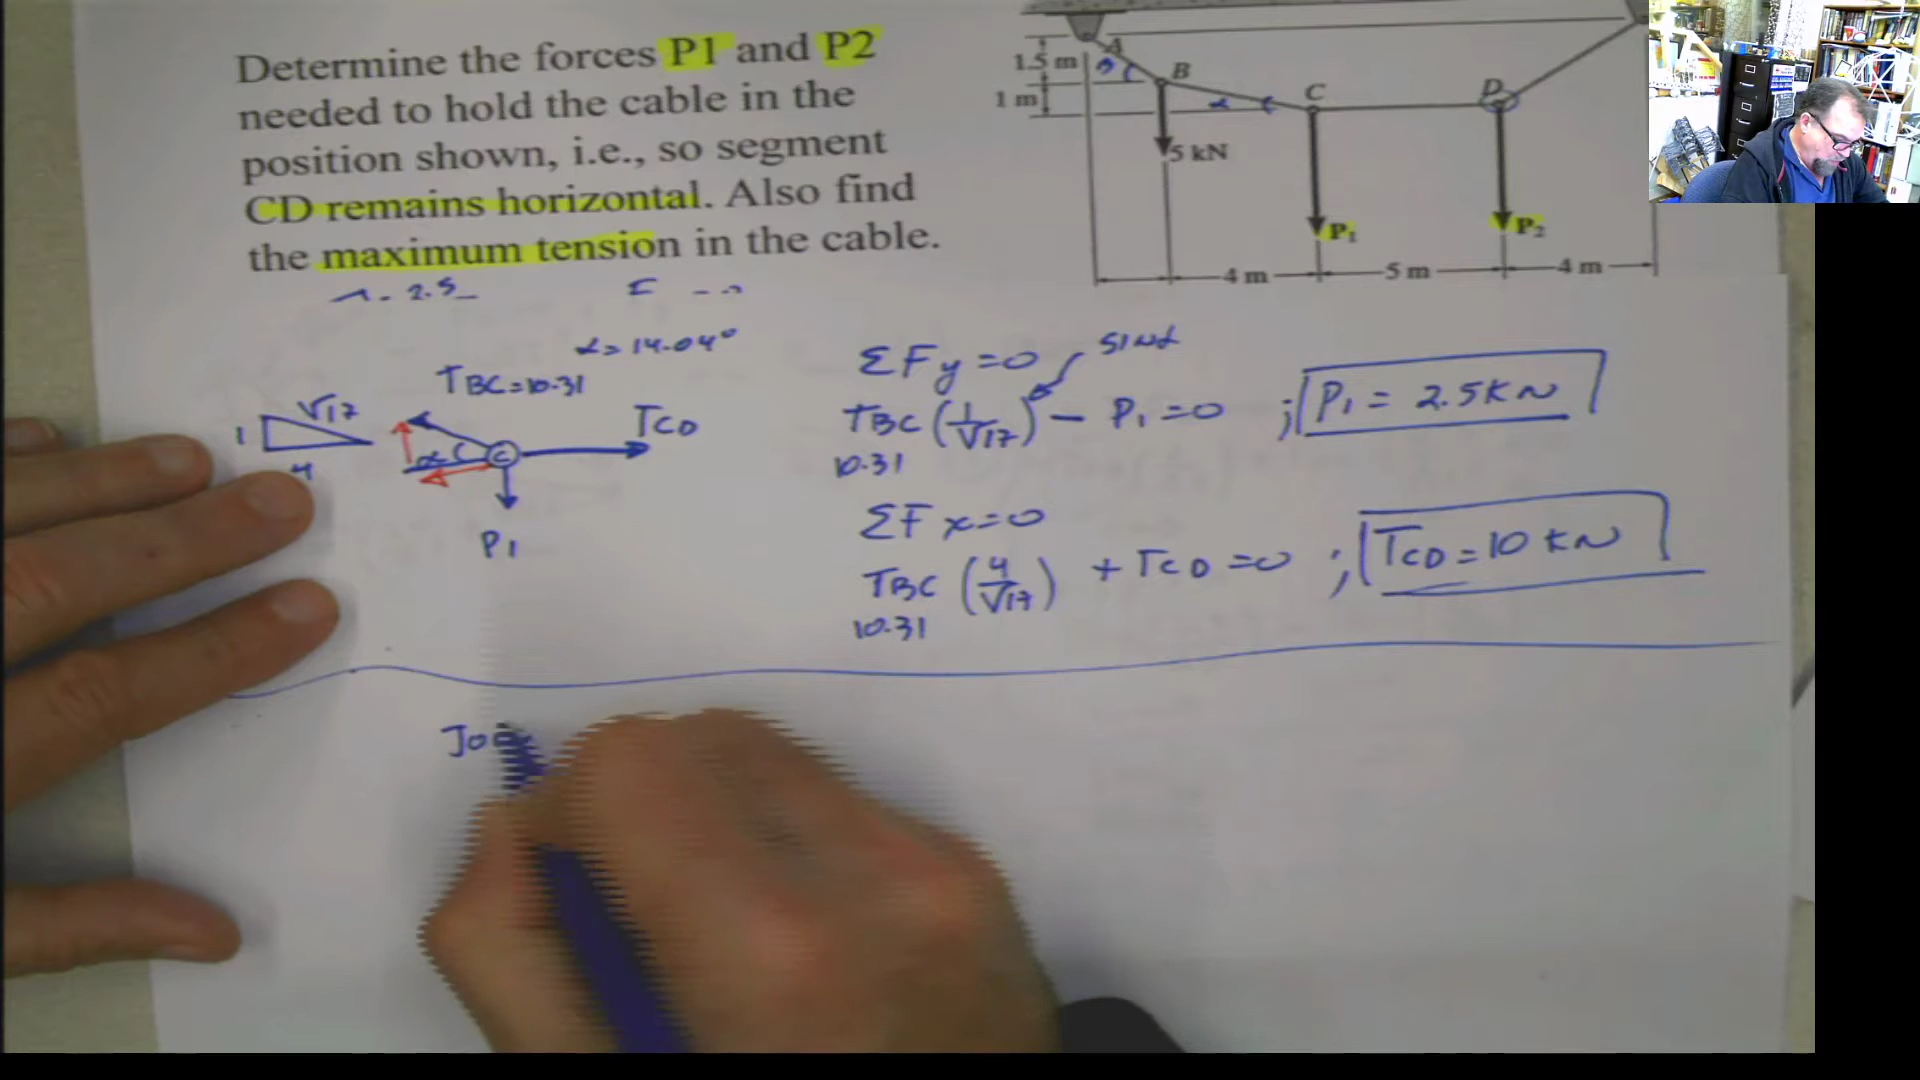 Determine the forces P1 and P2
needed to hold the cable in the
position shown, i.e., so segment
CD remains horizontal. Also find
the maximum tension in the cable.
A
1.5 m
θ
B
1 m
α
C
D
5 kN
P₁
P₂
4 m
5 m
4 m
α = 14.04°
TBC = 10.31
1
√17
4
α
C
TCD
P1
ΣFy = 0
sinα
TBC (1/√17) - P1 = 0 ; P1 = 2.5 KN
10.31
ΣFx = 0
TBC (4/√17) + TCD = 0 ; TCD = 10 KN
10.31